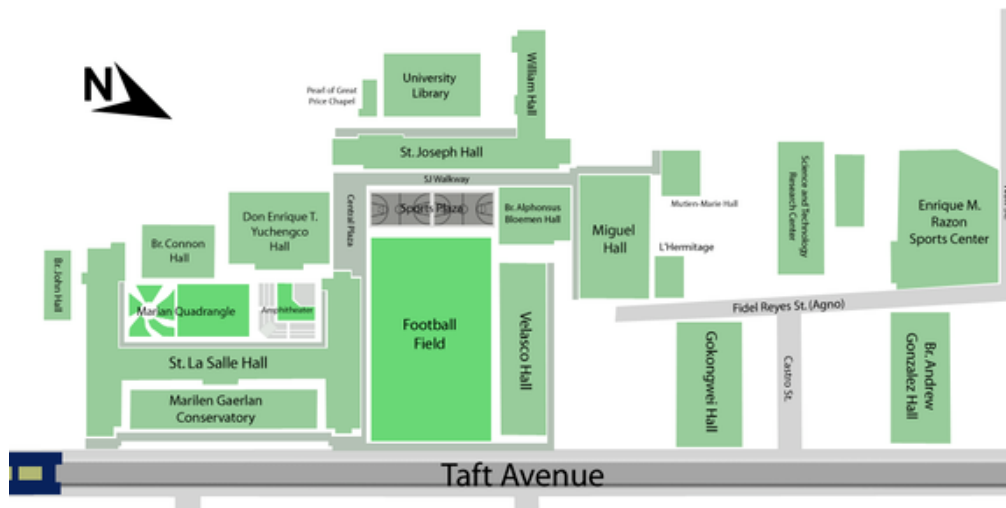 N
Pearl of Great
Price Chapel
University
Library
William Hall
St. Joseph Hall
SJ Walkway
Central Plaza
Sports Plaza
Br. Alphonsus
Bloemen Hall
Miguel
Hall
Mutien-Marie Hall
L'Hermitage
Science and Technology
Research Center
Enrique M.
Razon
Sports Center
Don Enrique T.
Yuchengco
Hall
Br. Connon
Hall
Br. John Hall
Marian Quadrangle
Amphitheater
Football
Field
Velasco Hall
Fidel Reyes St. (Agno)
Gokongwei Hall
Castro St.
Br. Andrew
Gonzalez Hall
St. La Salle Hall
Marilen Gaerlan
Conservatory
Taft Avenue